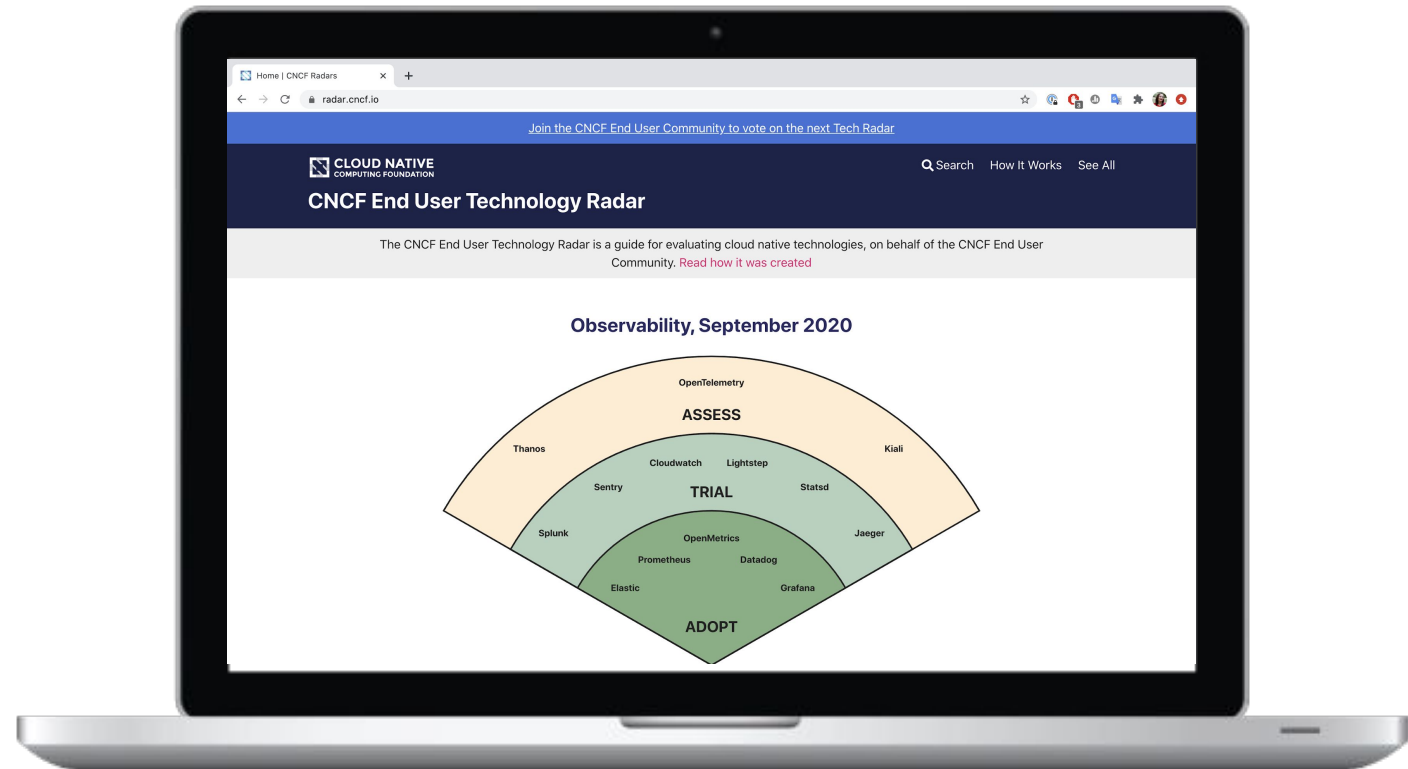 Home | CNCF Radars
radar.cncf.io
3
Join the CNCF End User Community to vote on the next Tech Radar
CLOUD NATIVE
COMPUTING FOUNDATION
Search How It Works See All
CNCF End User Technology Radar
The CNCF End User Technology Radar is a guide for evaluating cloud native technologies, on behalf of the CNCF End User
Community. Read how it was created
Observability, September 2020
OpenTelemetry
ASSESS
Thanos
Kiali
Cloudwatch Lightstep
Sentry
TRIAL
Statsd
Splunk
Jaeger
OpenMetrics
Prometheus Datadog
Elastic Grafana
ADOPT